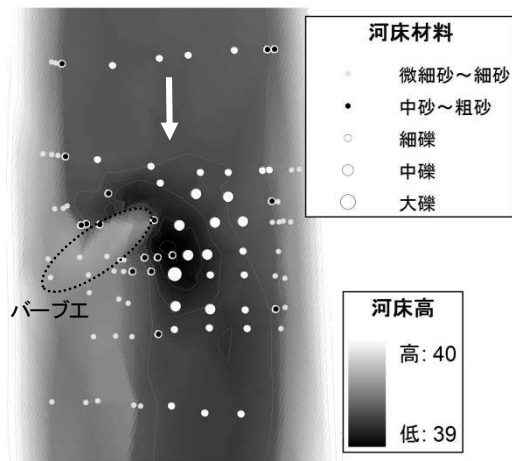 河床材料
微細砂～細砂
中砂～粗砂
細礫
中礫
大礫
バーブ工
河床高
高: 40
低: 39